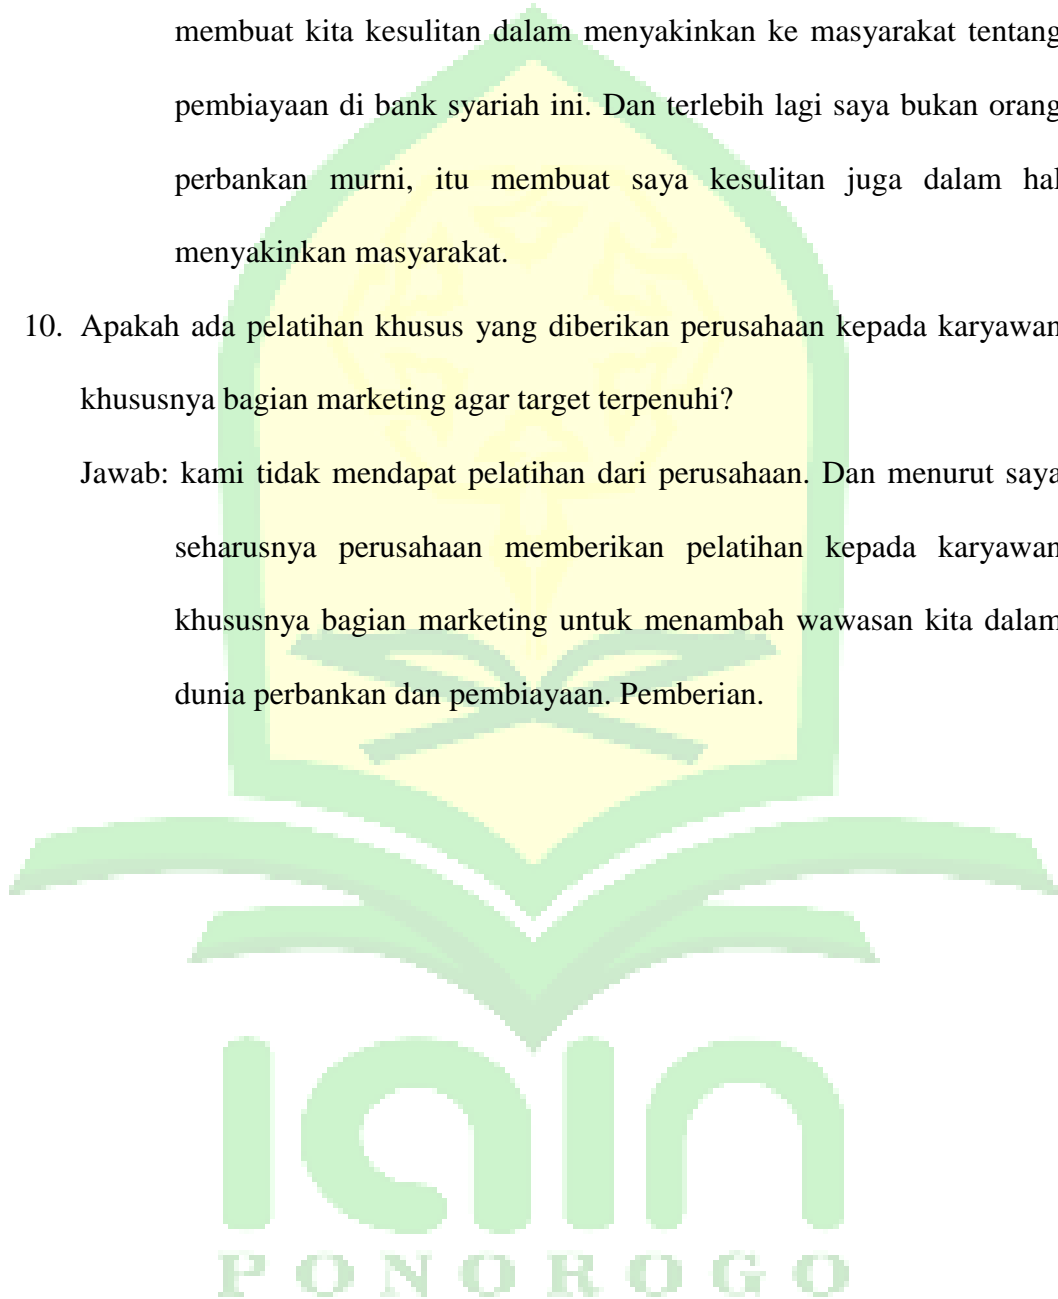 membuat kita kesulitan dalam menyakinkan ke masyarakat tentang
pembiayaan di bank syariah ini. Dan terlebih lagi saya bukan orang
perbankan murni, itu membuat saya kesulitan juga dalam hal
menyakinkan masyarakat.
10. Apakah ada pelatihan khusus yang diberikan perusahaan kepada karyawan
khususnya bagian marketing agar target terpenuhi?
Jawab: kami tidak mendapat pelatihan dari perusahaan. Dan menurut saya
seharusnya perusahaan memberikan pelatihan kepada karyawan
khususnya bagian marketing untuk menambah wawasan kita dalam
dunia perbankan dan pembiayaan. Pemberian.
iain
PONOROGO